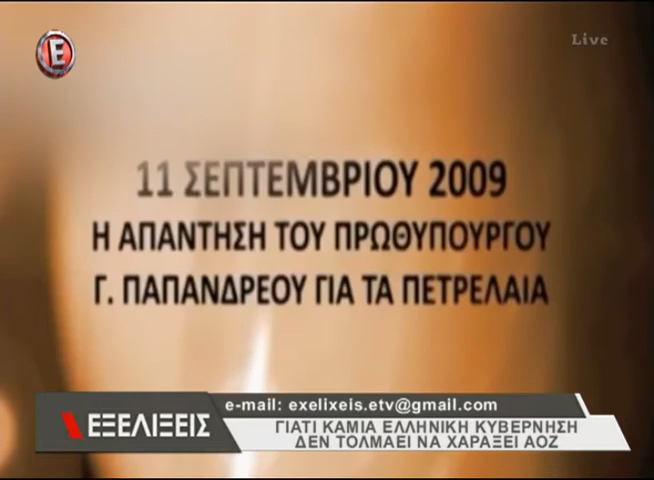 E
Live
11 ΣΕΠΤΕΜΒΡΙΟΥ 2009
Η ΑΠΑΝΤΗΣΗ ΤΟΥ ΠΡΩΘΥΠΟΥΡΓΟΥ
Γ. ΠΑΠΑΝΔΡΕΟΥ ΓΙΑ ΤΑ ΠΕΤΡΕΛΑΙΑ
e-mail: exelixeis.etv@gmail.com
ΕΞΕΛΙΞΕΙΣ
ΓΙΑΤΙ ΚΑΜΙΑ ΕΛΛΗΝΙΚΗ ΚΥΒΕΡΝΗΣΗ
ΔΕΝ ΤΟΛΜΑΕΙ ΝΑ ΧΑΡΑΞΕΙ ΑΟΖ